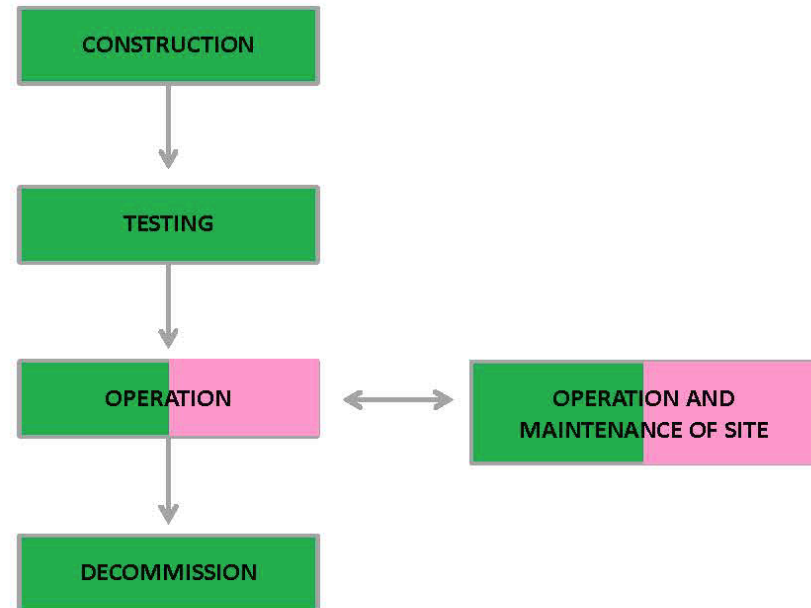 CONSTRUCTION
TESTING
OPERATION
OPERATION AND
MAINTENANCE OF SITE
DECOMMISSION